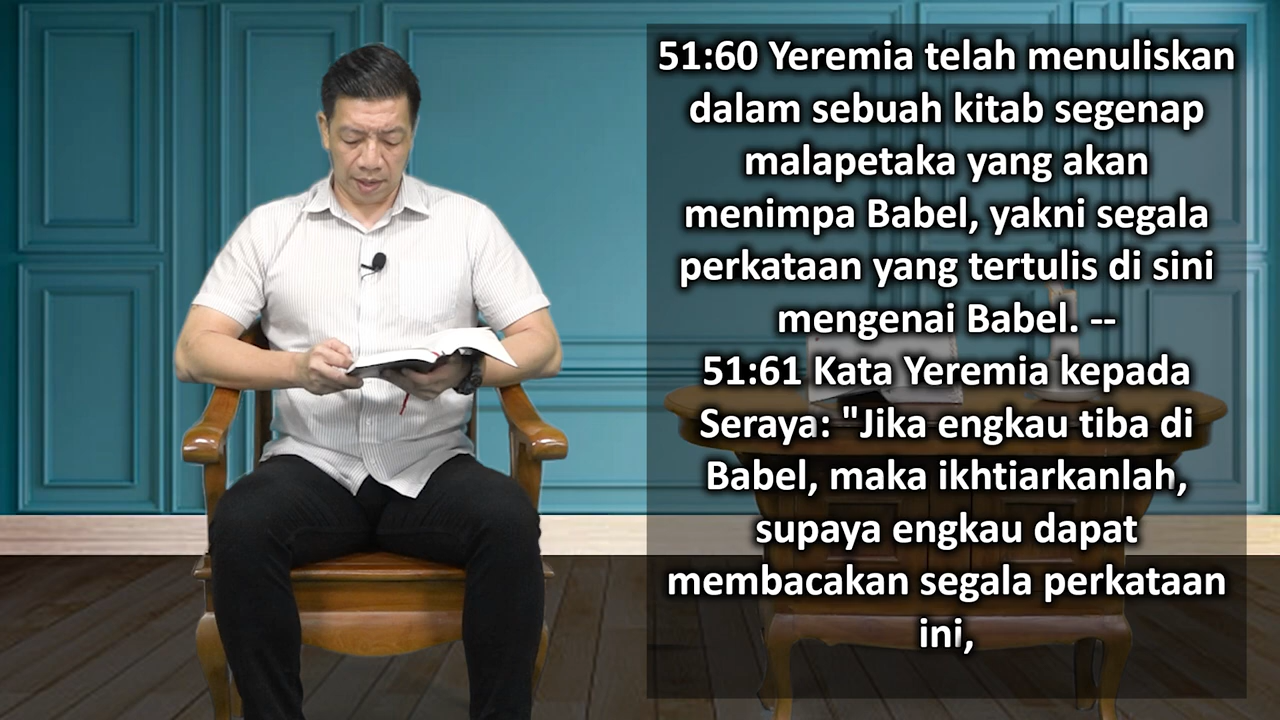 51:60 Yeremia telah menuliskan
dalam sebuah kitab segenap
malapetaka yang akan
menimpa Babel, yakni segala
perkataan yang tertulis di sini
mengenai Babel. --
51:61 Kata Yeremia kepada
Seraya: "Jika engkau tiba di
Babel, maka ikhtiarkanlah,
supaya engkau dapat
membacakan segala perkataan
ini,